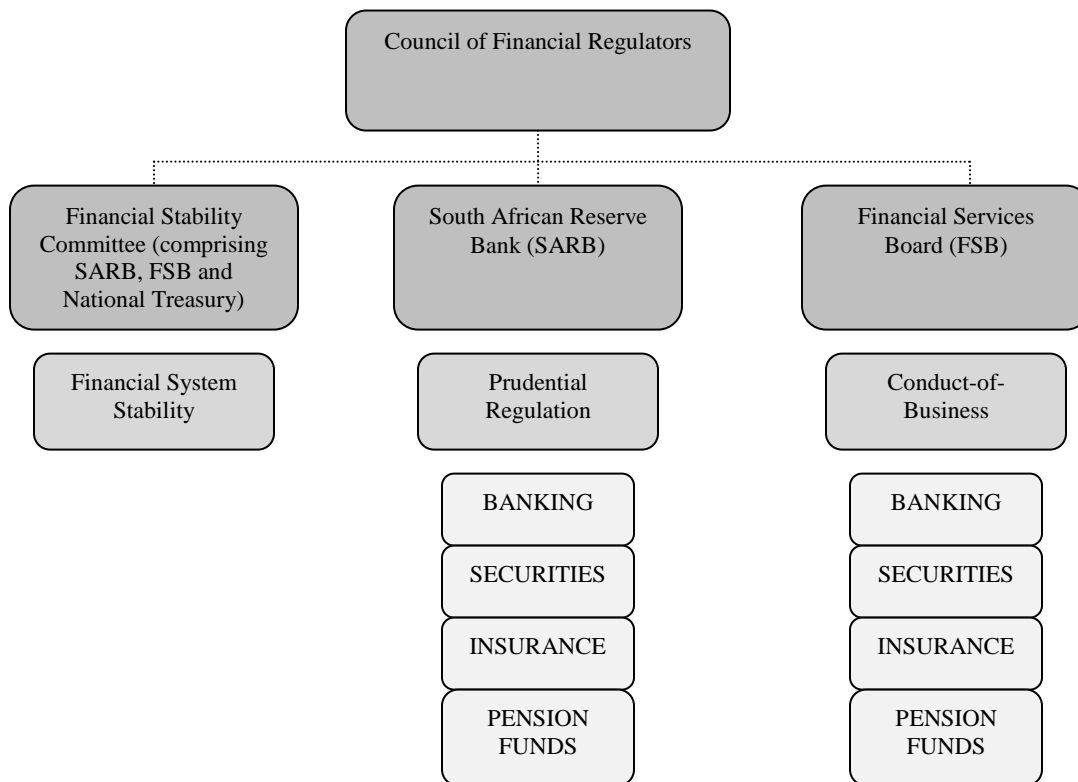 Council of Financial Regulators
Financial Stability
Committee (comprising
SARB, FSB and
National Treasury)
South African Reserve
Bank (SARB)
Financial Services
Board (FSB)
Financial System
Stability
Prudential
Regulation
Conduct-of-
Business
BANKING
SECURITIES
INSURANCE
PENSION
FUNDS
BANKING
SECURITIES
INSURANCE
PENSION
FUNDS